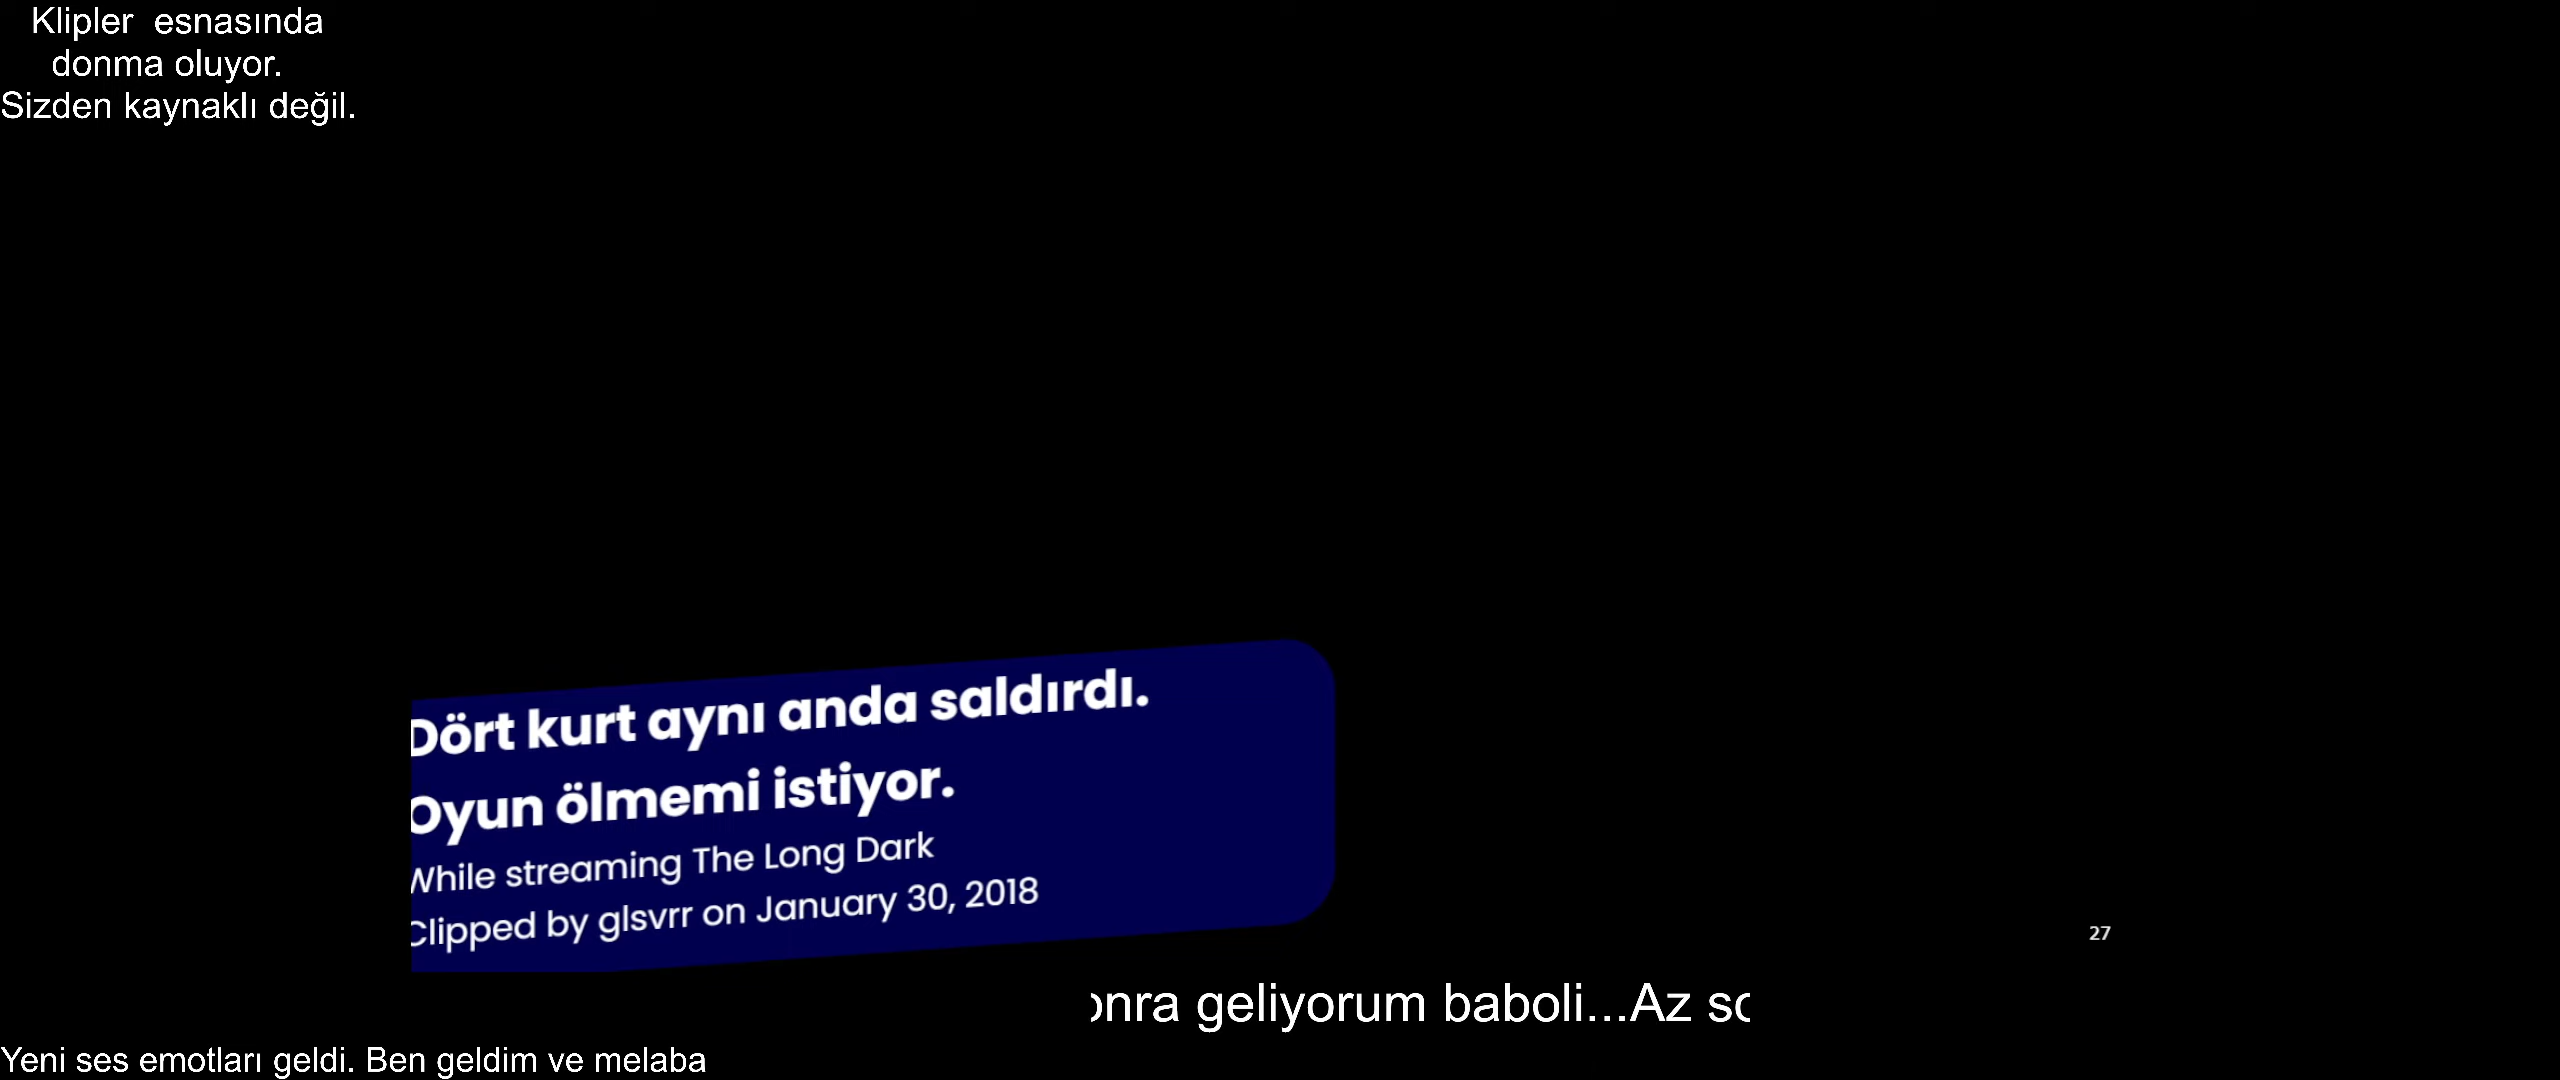 Klipler esnasında
donma oluyor.
Sizden kaynaklı değil.
Dört kurt aynı anda saldırdı.
Oyun ölmemi istiyor.
While streaming The Long Dark
Clipped by glsvrr on January 30, 2018
27
onra geliyorum baboli...Az so
Yeni ses emotları geldi. Ben geldim ve melaba